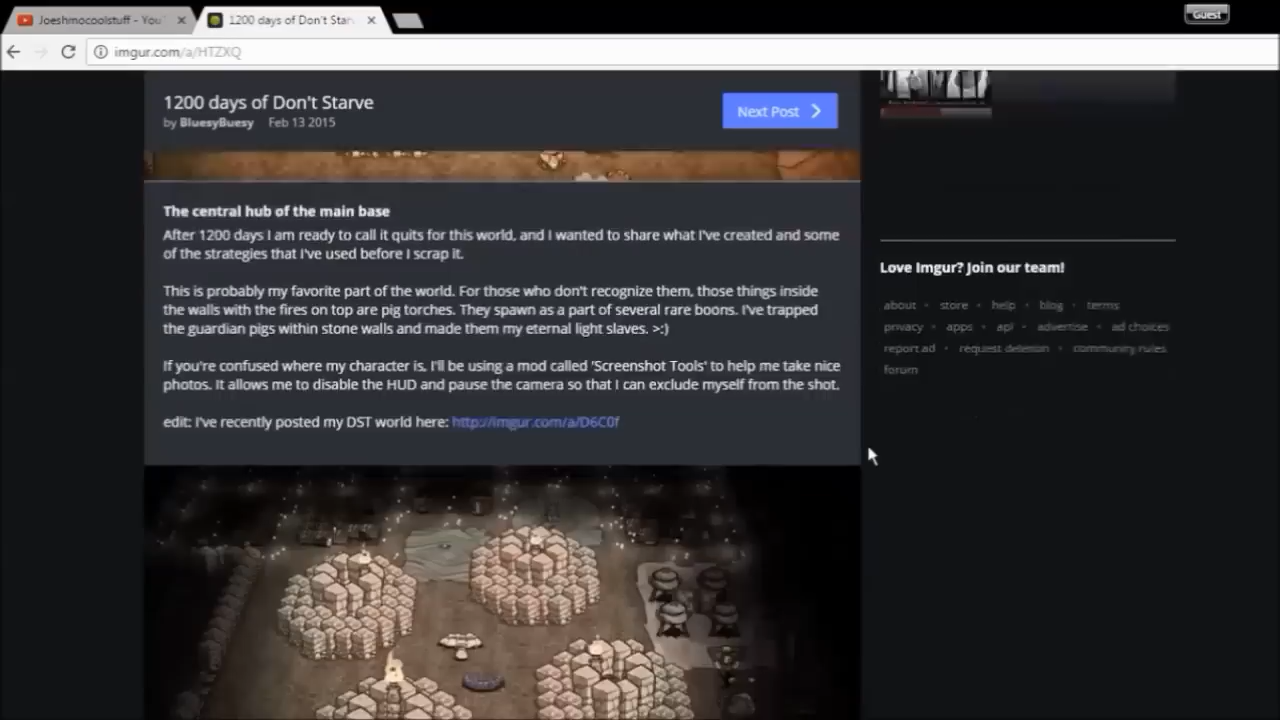 Joeshmocoolstuff - You
1200 days of Don't Starv
Guest
imgur.com/a/HTZXQ
1200 days of Don't Starve
by BluesyBuesy Feb 13 2015
Next Post
The central hub of the main base
After 1200 days I am ready to call it quits for this world, and I wanted to share what I've created and some
of the strategies that I've used before I scrap it.
This is probably my favorite part of the world. For those who don't recognize them, those things inside
the walls with the fires on top are pig torches. They spawn as a part of several rare boons. I've trapped
the guardian pigs within stone walls and made them my eternal light slaves. >:)
If you're confused where my character is, I'll be using a mod called 'Screenshot Tools' to help me take nice
photos. It allows me to disable the HUD and pause the camera so that I can exclude myself from the shot.
edit: I've recently posted my DST world here: http://imgur.com/a/D6C0f
Love Imgur? Join our team!
about • store • help • blog • terms
privacy • apps • api • advertise • ad choices
report ad • request deletion • community rules
forum